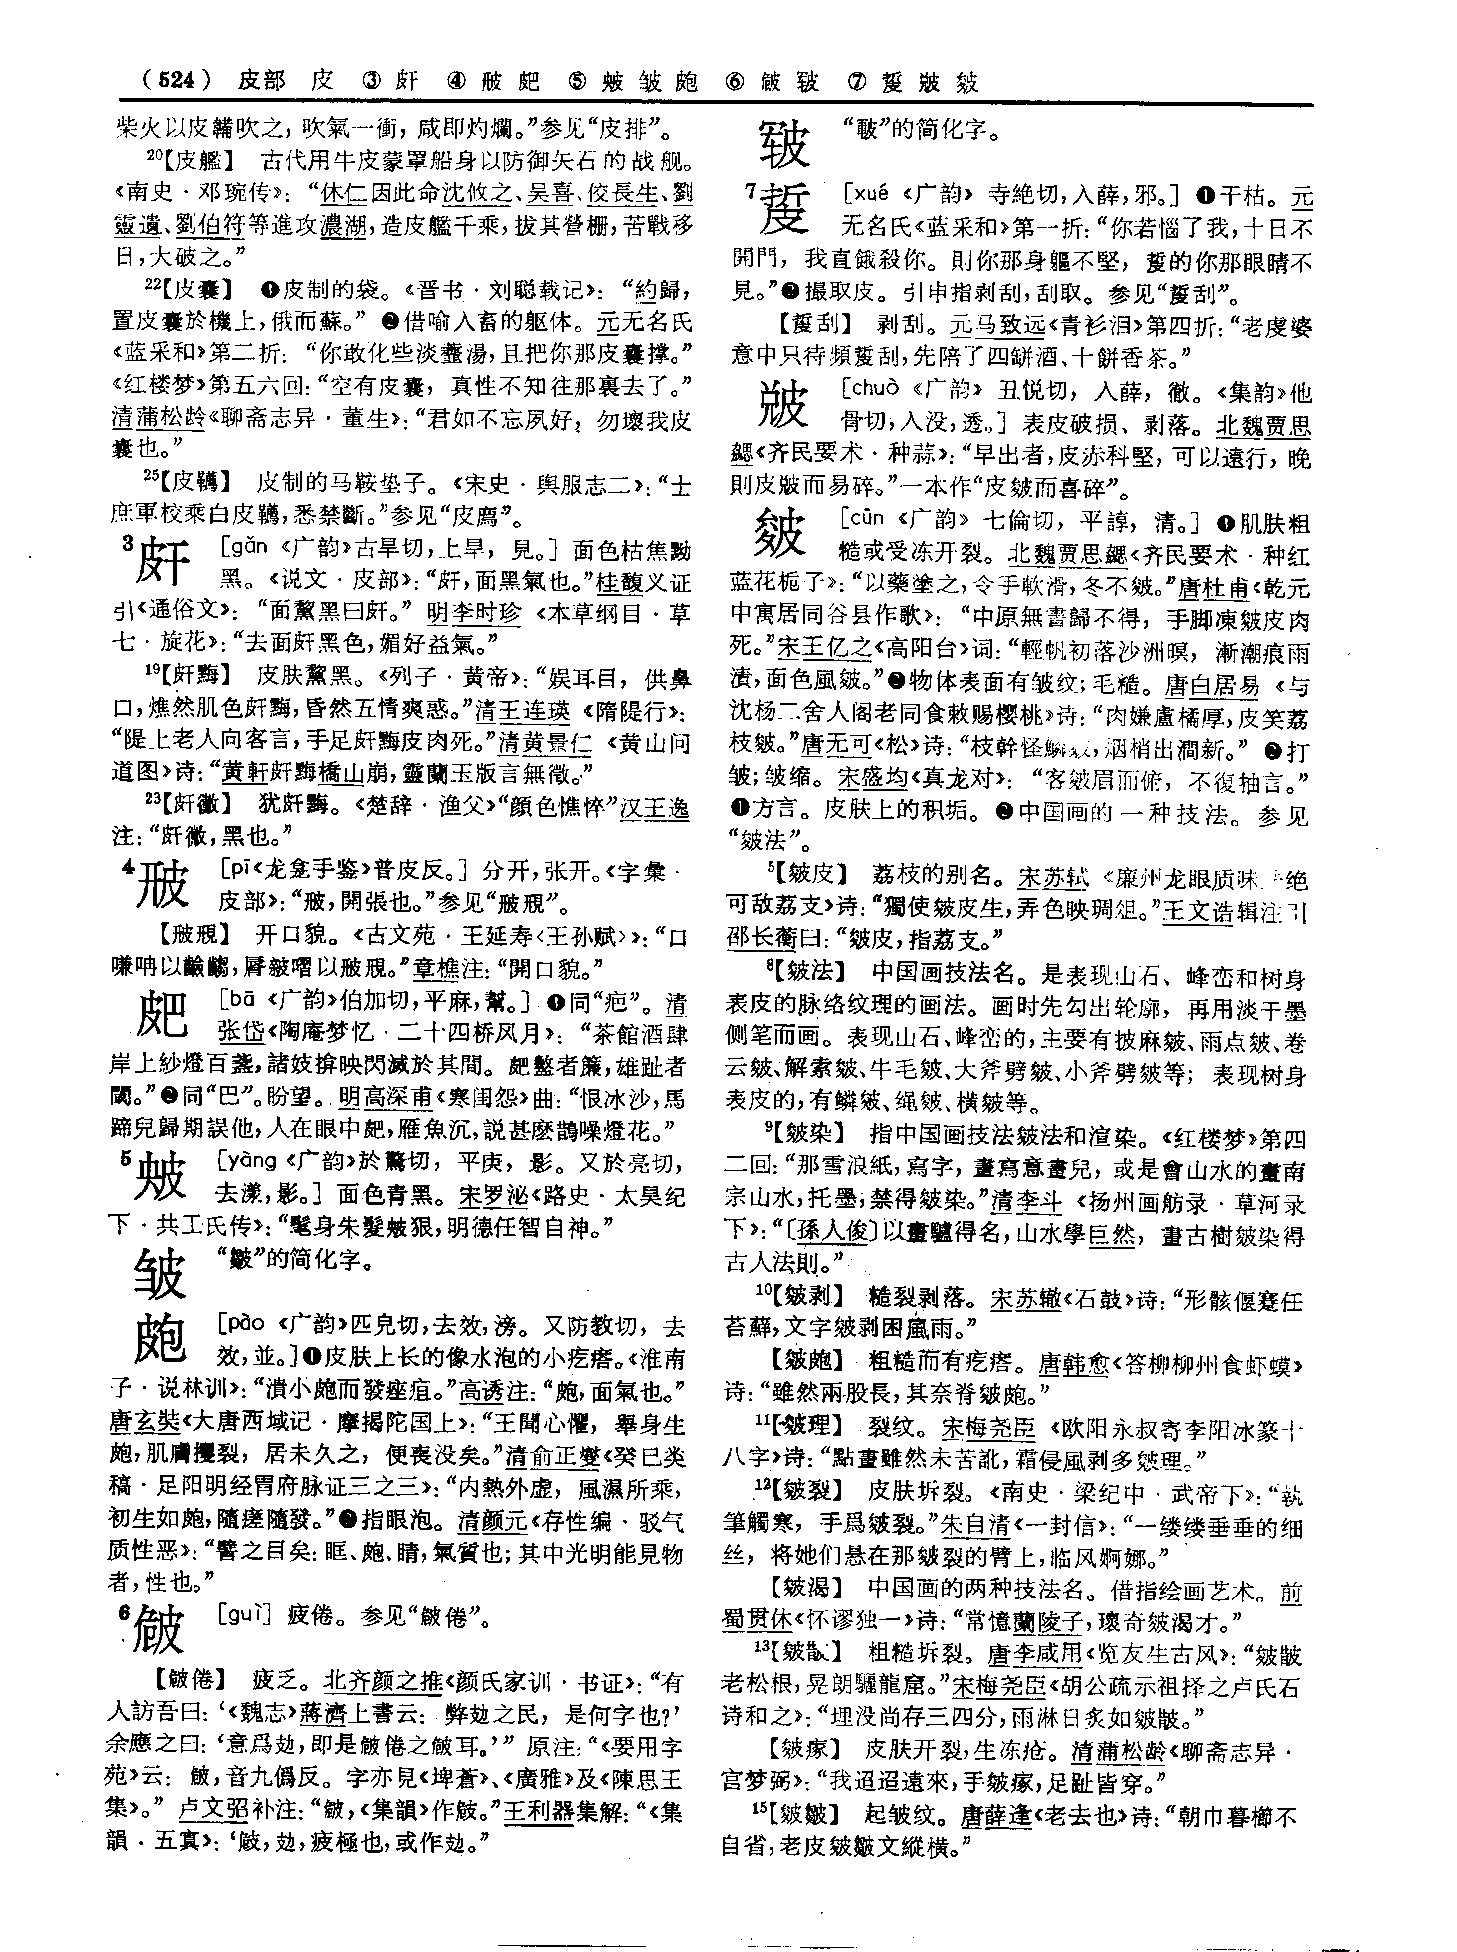 （524） 皮部 皮 ③皯 ④㱟 ⑤皱皰 ⑥皸 ⑦皴
柴火以皮韛吹之，吹氣一衝，咸即灼爛。”参见“皮排”。
20【皮艦】 古代用牛皮蒙罩船身以防御矢石的战舰。
《南史·邓琬传》：“休仁因此命沈攸之、吴喜、佼長生、劉
靈遺、劉伯符等進攻濃湖，造皮艦千乘，拔其營栅，苦戰移
日，大破之。”
22【皮囊】 ❶皮制的袋。《晋书·刘聪载记》：“約歸，
置皮囊於機上，俄而蘇。” ❷借喻人畜的躯体。元无名氏
《蓝采和》第二折：“你敢化些淡虀湯，且把你那皮囊撑。”
《红楼梦》第五六回：“空有皮囊，真性不知往那裏去了。”
清蒲松龄《聊斋志异·董生》：“君如不忘夙好，勿壞我皮
囊也。”
25【皮韉】 皮制的马鞍垫子。《宋史·舆服志二》：“士
庶軍校乘白皮韉，悉禁斷。”参见“皮薦”。
3皯 ［gǎn《广韵》古旱切，上旱，見。］ 面色枯焦黝
黑。《说文·皮部》：“皯，面黑氣也。”桂馥义证
引《通俗文》：“面黧黑曰皯。” 明李时珍《本草纲目·草
七·旋花》：“去面皯黑色，媚好益氣。”
19【皯黣】 皮肤黧黑。《列子·黄帝》：“娱耳目，供鼻
口，燋然肌色皯黣，昏然五情爽惑。”清王连瑛《隋隄行》：
“隄上老人向客言，手足皯黣皮肉死。”清黄景仁《黄山问
道图》诗：“黄軒皯黣橋山崩，靈蘭玉版言無徵。”
23【皯黴】 犹皯黣。《楚辞·渔父》“顔色憔悴”汉王逸
注：“皯黴，黑也。”
4 ［pī《龙龛手鉴》普皮反。］ 分开，张开。《字彙·
皮部》：“，開張也。”参见“”。
【】 开口貌。《古文苑·王延寿〈王孙赋〉》：“口
章樵注：“開口貌。”
［bā《广韵》伯加切，平麻，幫。］ ❶同“疤”。清
张岱《陶庵梦忆·二十四桥风月》：“茶館酒肆
岸上紗燈百盞，諸妓揜映閃滅於其間。𤿈盭者簾，雄趾者
閾。”❷同“巴”。盼望。明高深甫《寒闺怨》曲：“恨冰沙，馬
蹄兒歸期誤他，人在眼中，雁魚沉，説甚麽鵲噪燈花。”
5 ［yàng《广韵》於驚切，平庚，影。又於亮切，
去漾，影。］ 面色青黑。宋罗泌《路史·太昊纪
下·共工氏传》：“髦身朱髮狠，明德任智自神。”
皱 “皺”的简化字。
皰 ［pào《广韵》匹皃切，去效，滂。又防教切，去
效，並。］❶皮肤上长的像水泡的小疙瘩。《淮南
子·说林训》：“潰小皰而發痤疽。”高诱注：“皰，面氣也。”
唐玄奘《大唐西域记·摩揭陀国上》：“王聞心懼，舉身生
皰，肌膚攫裂，居未久之，便喪没矣。”清俞正燮《癸巳类
稿·足阳明经胃府脉证三之三》：“内熱外虚，風濕所乘，
初生如皰，隨瘥隨發。”❷指眼泡。清颜元《存性编·驳气
质性恶》：“譬之目矣：眶、皰、睛，氣質也；其中光明能見物
者，性也。”
6 ［guì］ 疲倦。参见“倦”。
【倦】 疲乏。北齐颜之推《颜氏家训·书证》：“有
人訪吾曰：‘《魏志》蔣濟上書云：弊攰之民，是何字也？’
余應之曰：‘意爲攰，即是倦之耳。’” 原注：“《要用字
苑》云：，音九僞反。字亦見《埤蒼》、《廣雅》及《陳思王
集》。” 卢文弨补注：“，《集韻》作。”王利器集解：“《集
韻·五寘》：‘，攰，疲極也，或作攰。”
皲 “皸”的简化字。
7 ［xué《广韵》寺絶切，入薛，邪。］ ❶干枯。元
无名氏《蓝采和》第一折：“你若惱了我，十日不
開門，我直餓殺你。則你那身軀不堅，的你那眼睛不
見。”❷撮取皮。引申指剥刮，刮取。参见“刮”。
【刮】 剥刮。元马致远《青衫泪》第四折：“老虔婆
意中只待頻刮，先陪了四缾酒、十餅香茶。”
［chuò《广韵》丑悦切，入薛，徹。《集韵》他
骨切，入没，透。］ 表皮破损、剥落。北魏贾思
勰《齐民要术·种蒜》：“早出者，皮赤科堅，可以遠行，晚
則皮而易碎。”一本作“皮皴而喜碎”。
皴 ［cūn《广韵》七倫切，平諄，清。］ ❶肌肤粗
糙或受冻开裂。北魏贾思勰《齐民要术·种红
蓝花栀子》：“以藥塗之，令手軟滑，冬不皴。”唐杜甫《乾元
中寓居同谷县作歌》：“中原無書歸不得，手脚凍皴皮肉
死。”宋王亿之《高阳台》词：“輕帆初落沙洲暝，漸潮痕雨
漬，面色風皴。”❷物体表面有皱纹；毛糙。唐白居易《与
沈杨二舍人阁老同食敕赐樱桃》诗：“肉嫌盧橘厚，皮笑荔
枝皴。”唐无可《松》诗：“枝幹怪鱗皴，烟梢出澗新。” ❸打
皱；皱缩。宋盛均《真龙对》：“客皴眉而俯，不復抽言。”
❹方言。皮肤上的积垢。❺中国画的一种技法。参见
“皴法”。
5【皴皮】 荔枝的别名。宋苏轼《廉州龙眼质味殊绝
可敌荔支》诗：“獨使皴皮生，弄色映琱俎。”王文诰辑注引
邵长蘅曰：“皴皮，指荔支。”
8【皴法】 中国画技法名。是表现山石、峰峦和树身
表皮的脉络纹理的画法。画时先勾出轮廓，再用淡干墨
侧笔而画。表现山石、峰峦的，主要有披麻皴、雨点皴、卷
云皴、解索皴、牛毛皴、大斧劈皴、小斧劈皴等；表现树身
表皮的，有鳞皴、绳皴、横皴等。
9【皴染】 指中国画技法皴法和渲染。《红楼梦》第四
二回：“那雪浪紙，寫字，畫寫意畫兒，或是會山水的畫南
宗山水，托墨，禁得皴染。”清李斗《扬州画舫录·草河录
下》：“〔孫人俊〕以畫驢得名，山水學巨然，畫古樹皴染得
古人法則。”
10【皴剥】 糙裂剥落。宋苏辙《石鼓》诗：“形骸偃蹇任
苔蘚，文字皴剥困風雨。”
【皴皰】 粗糙而有疙瘩。唐韩愈《答柳柳州食虾蟆》
诗：“雖然兩股長，其奈脊皴皰。”
11【皴理】 裂纹。宋梅尧臣《欧阳永叔寄李阳冰篆十
八字》诗：“點畫雖然未苦訛，霜侵風剥多皴理。”
12【皴裂】 皮肤坼裂。《南史·梁纪中·武帝下》：“執
筆觸寒，手爲皴裂。”朱自清《一封信》：“一缕缕垂垂的细
丝，将她们悬在那皴裂的臂上，临风婀娜。”
【皴渴】 中国画的两种技法名。借指绘画艺术。前
蜀贯休《怀谬独一》诗：“常憶蘭陵子，瓌奇皴渴才。”
13【皴皵】 粗糙坼裂。唐李咸用《览友生古风》：“皴皵
老松根，晃朗驪龍窟。”宋梅尧臣《胡公疏示祖择之卢氏石
诗和之》：“埋没尚存三四分，雨淋日炙如皴皵。”
【皴瘃】 皮肤开裂，生冻疮。清蒲松龄《聊斋志异·
宫梦弼》：“我迢迢遠來，手皴瘃，足趾皆穿。”
15【皴皺】 起皱纹。唐薛逢《老去也》诗：“朝巾暮櫛不
自省，老皮皴皺文縱横。”